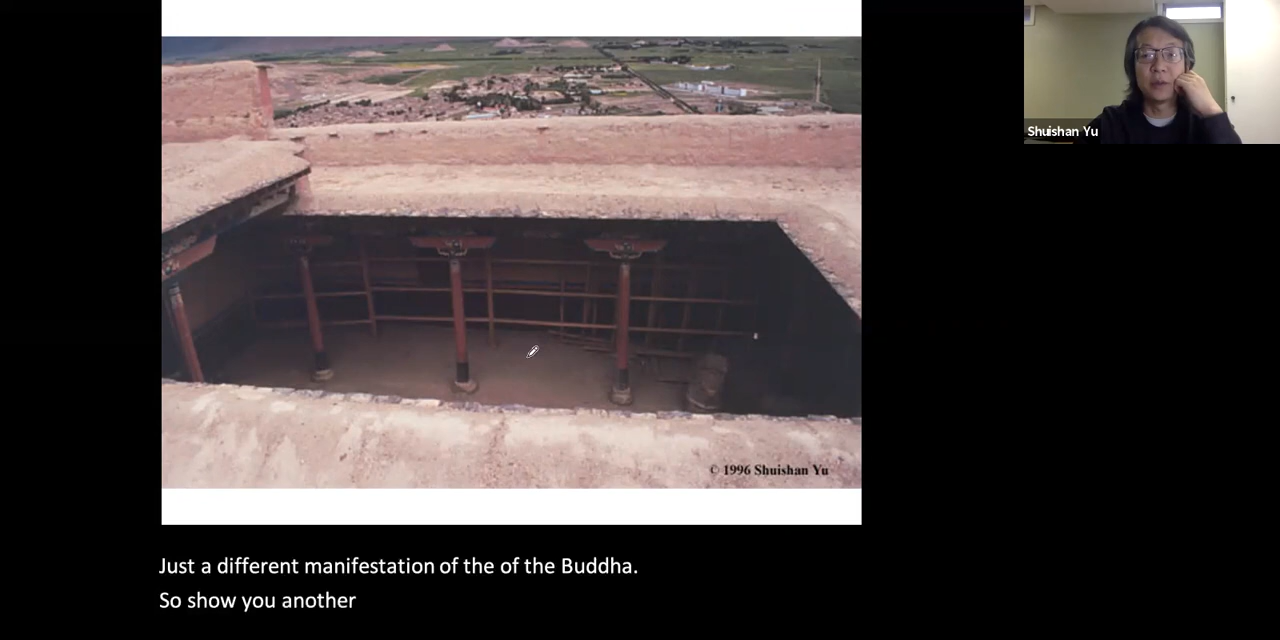 Shuishan Yu
© 1996 Shuishan Yu
Just a different manifestation of the of the Buddha.
So show you another